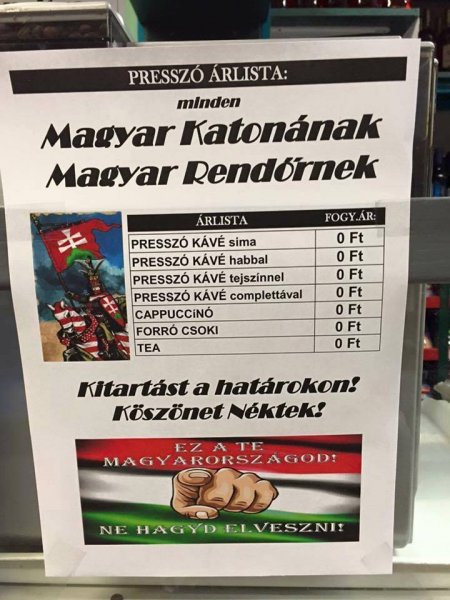 PRESSZÓ ÁRLISTA:
minden
Magyar Katonának
Magyar Rendőrnek
ÁRLISTA FOGY.ÁR:
PRESSZÓ KÁVÉ sima 0 Ft
PRESSZÓ KÁVÉ habbal 0 Ft
PRESSZÓ KÁVÉ tejszínnel 0 Ft
PRESSZÓ KÁVÉ complettával 0 Ft
CAPPUCCíNÓ 0 Ft
FORRÓ CSOKI 0 Ft
TEA 0 Ft
Kitartást a határokon!
Köszönet Néktek!
EZ A TE
MAGYARORSZÁGOD!
NE HAGYD ELVESZNI!